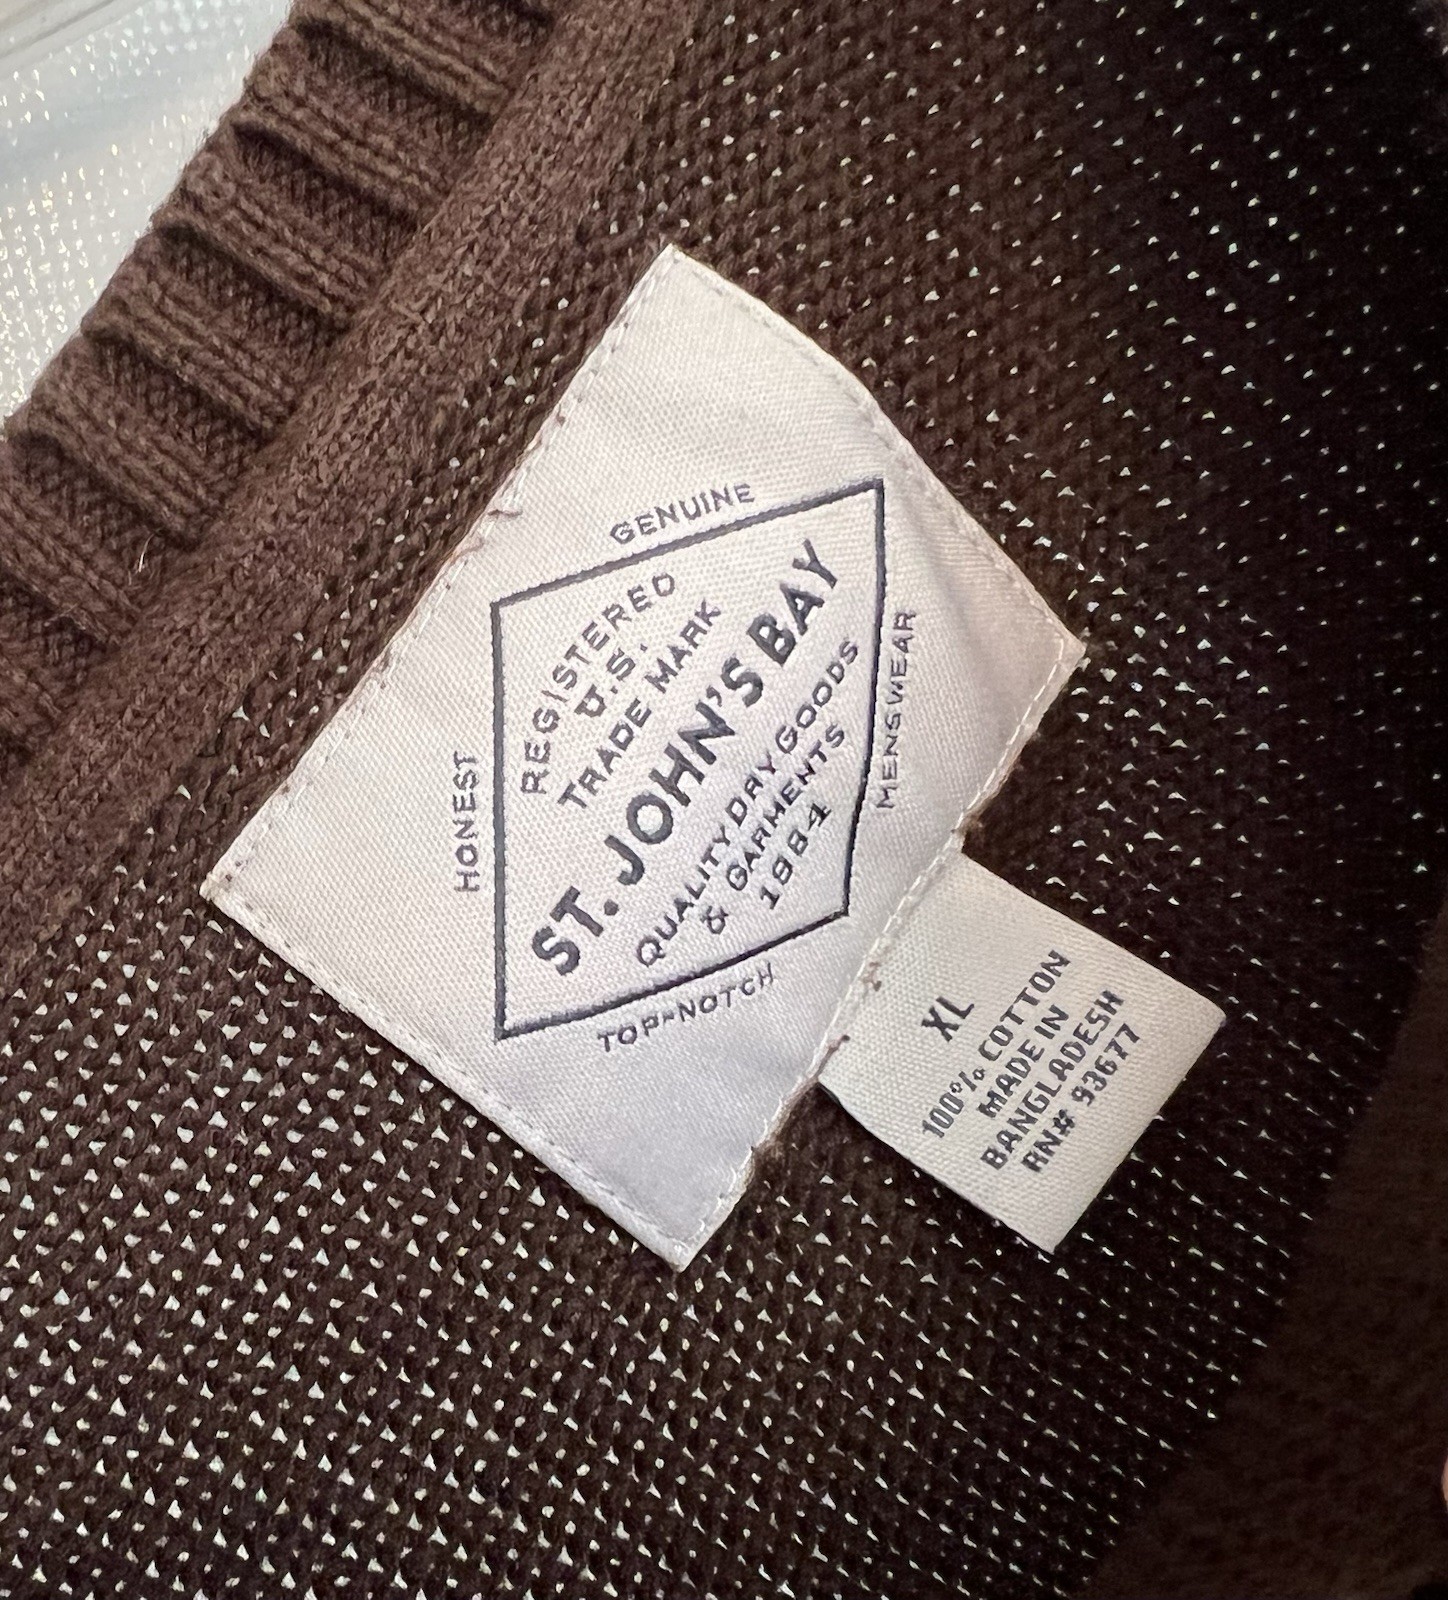 GENUINE
HONEST
REGISTERED
U.S.
TRADE MARK
ST. JOHN'S BAY
QUALITY DRY GOODS
& GARMENTS
1984
MENSWEAR
TOP-NOTCH
XL
100% COTTON
MADE IN
BANGLADESH
RN# 93677